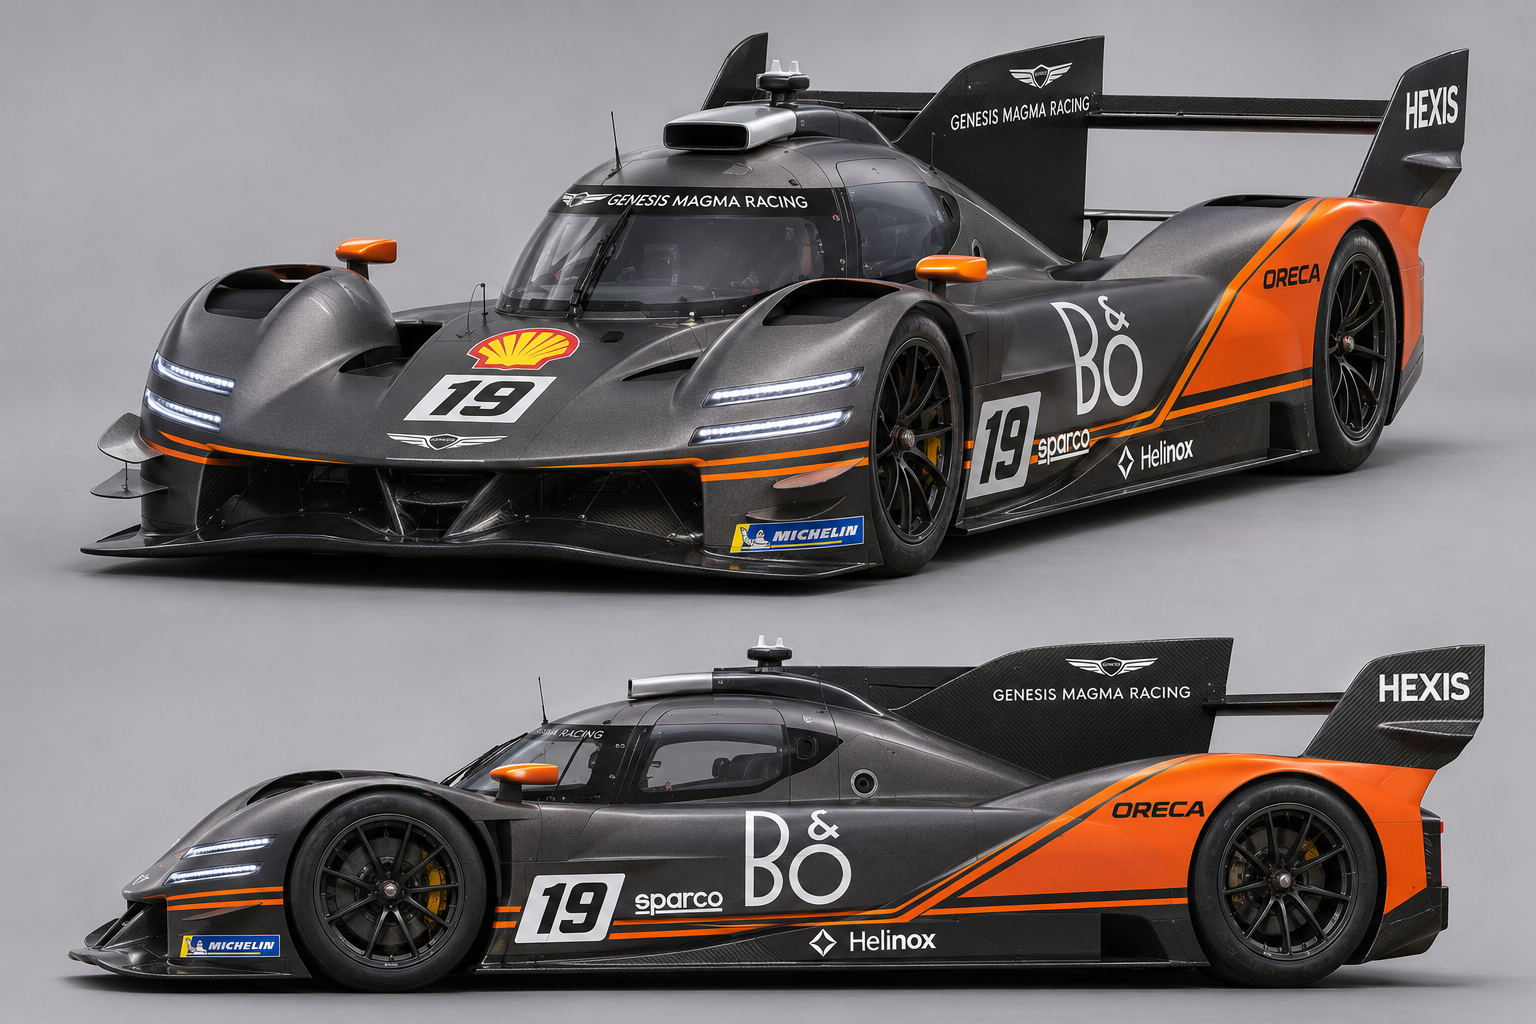 GENESIS MAGMA RACING
HEXIS
GENESIS MAGMA RACING
ORECA
B&O
19
19
sparco
Helinox
MICHELIN
GENESIS MAGMA RACING
HEXIS
RACING
ORECA
B&O
19
sparco
Helinox
MICHELIN